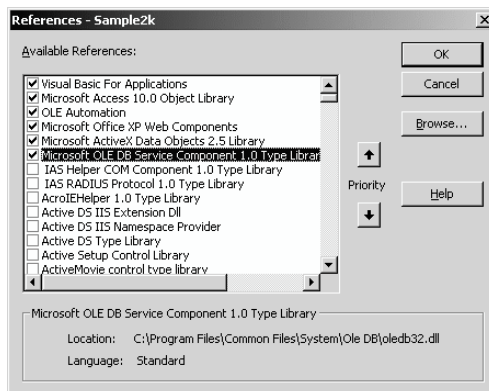 References - Sample2k
Available References:
OK
Cancel
Browse...
Visual Basic For Applications
Microsoft Access 10.0 Object Library
OLE Automation
Microsoft Office XP Web Components
Microsoft ActiveX Data Objects 2.5 Library
Microsoft OLE DB Service Component 1.0 Type Librar
IAS Helper COM Component 1.0 Type Library
IAS RADIUS Protocol 1.0 Type Library
AcroIEHelper 1.0 Type Library
Active DS IIS Extension Dll
Active DS IIS Namespace Provider
Active DS Type Library
Active Setup Control Library
ActiveMovie control type library
Priority
Help
Microsoft OLE DB Service Component 1.0 Type Library
Location: C:\Program Files\Common Files\System\Ole DB\oledb32.dll
Language: Standard